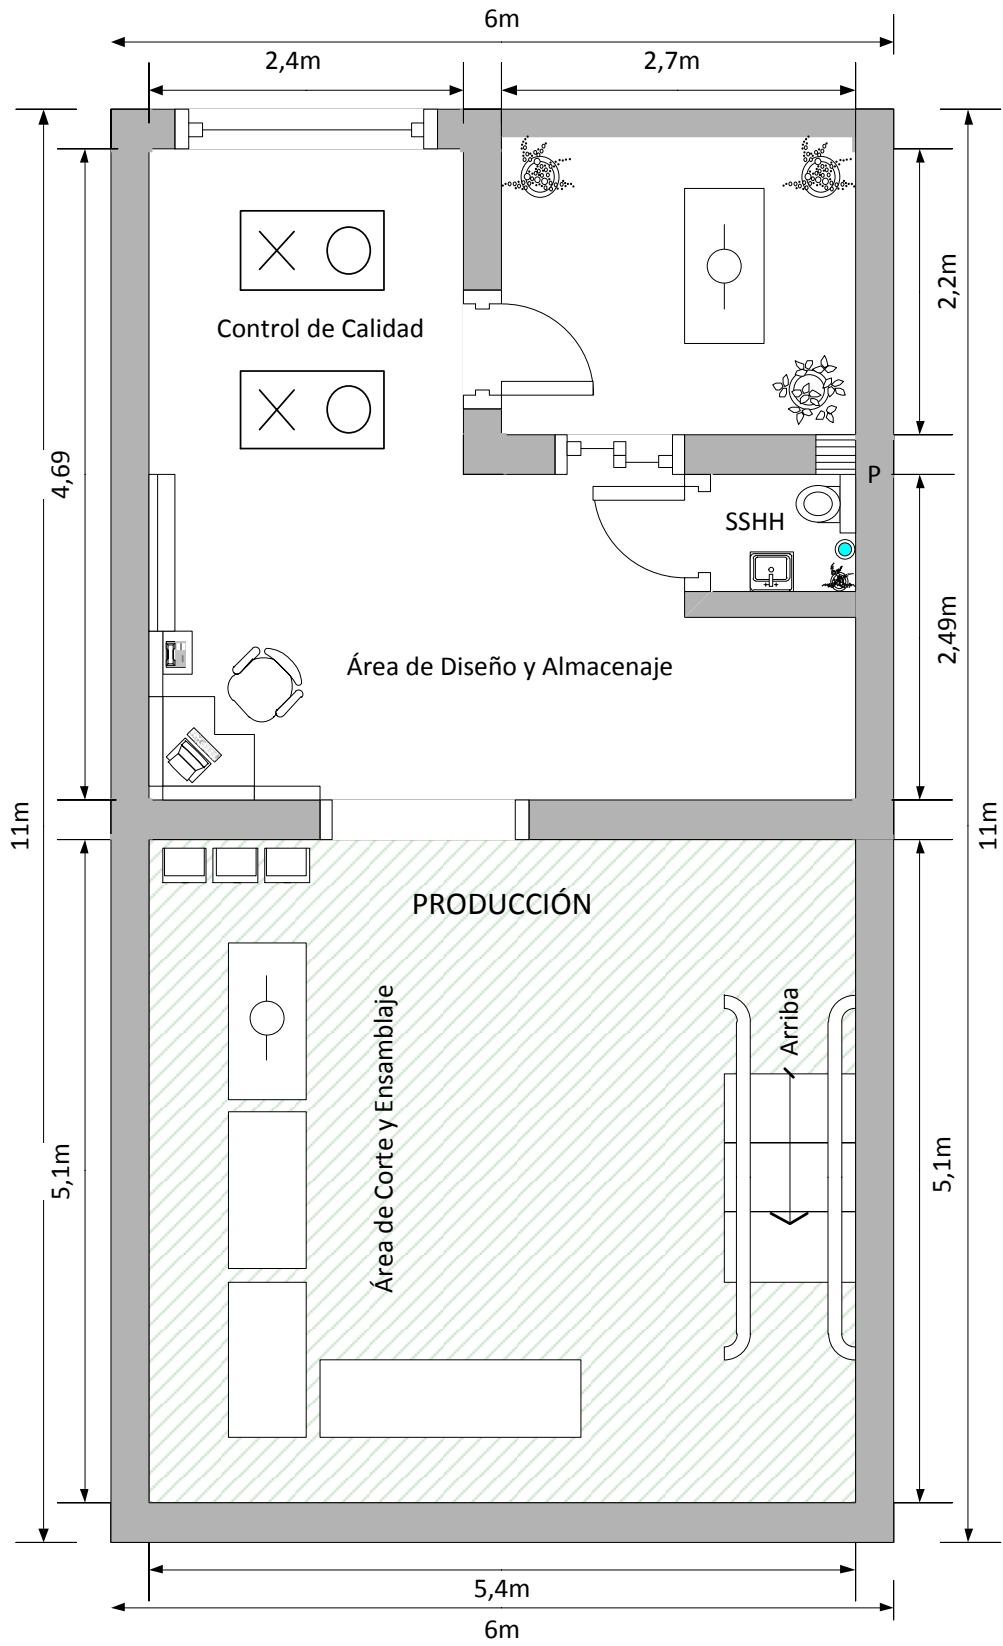 6m
2,4m
2,7m
2,2m
Control de Calidad
4,69
P
SSHH
2,49m
Área de Diseño y Almacenaje
11m
11m
PRODUCCIÓN
Arriba
Área de Corte y Ensamblaje
5,1m
5,1m
5,4m
6m